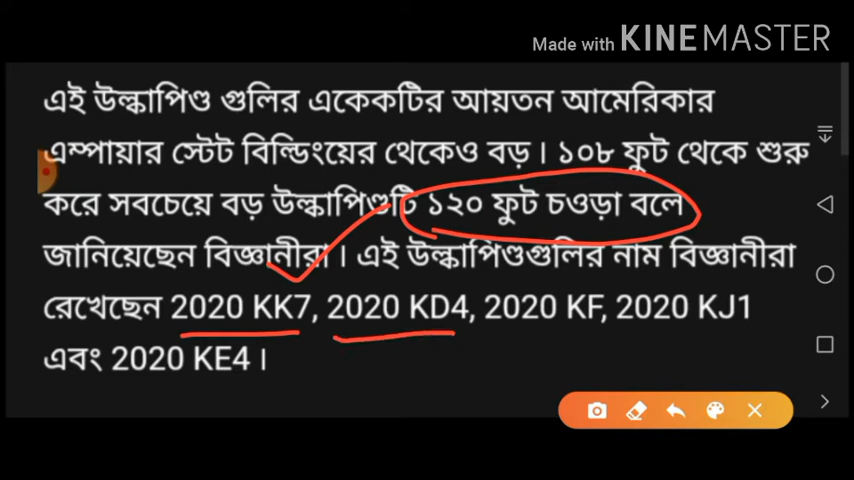 Made with KINEMASTER
এই উল্কাপিণ্ড গুলির একেকটির আয়তন আমেরিকার
এম্পায়ার স্টেট বিল্ডিংয়ের থেকেও বড়। ১০৮ ফুট থেকে শুরু
করে সবচেয়ে বড় উল্কাপিণ্ডটি ১২০ ফুট চওড়া বলে
জানিয়েছেন বিজ্ঞানীরা। এই উল্কাপিণ্ডগুলির নাম বিজ্ঞানীরা
রেখেছেন 2020 KK7, 2020 KD4, 2020 KF, 2020 KJ1
এবং 2020 KE4।